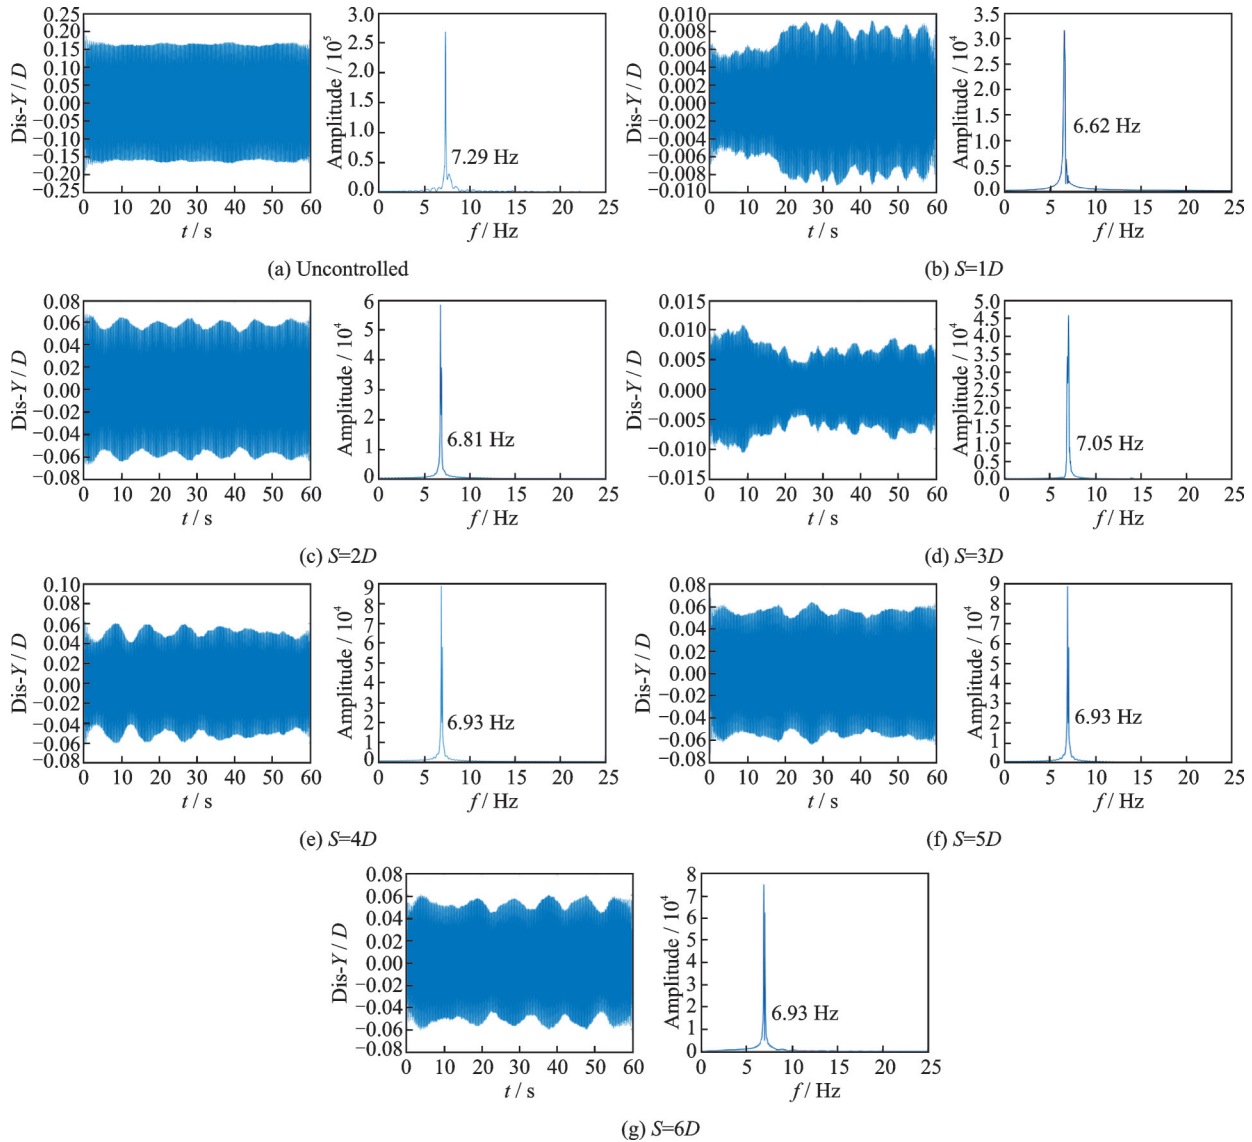 0.25
0.20
0.15
0.10
0.05
0.00
−0.05
−0.10
−0.15
−0.20
−0.25
Dis-Y / D
0 10 20 30 40 50 60
t / s
3.0
2.5
2.0
1.5
1.0
0.5
0.0
Amplitude / 10⁵
7.29 Hz
0 5 10 15 20 25
f / Hz
(a) Uncontrolled
0.010
0.008
0.006
0.004
0.002
0.000
−0.002
−0.004
−0.006
−0.008
−0.010
Dis-Y / D
0 10 20 30 40 50 60
t / s
3.5
3.0
2.5
2.0
1.5
1.0
0.5
0.0
Amplitude / 10⁴
6.62 Hz
0 5 10 15 20 25
f / Hz
(b) S=1D
0.08
0.06
0.04
0.02
0.00
−0.02
−0.04
−0.06
−0.08
Dis-Y / D
0 10 20 30 40 50 60
t / s
6
5
4
3
2
1
0
Amplitude / 10⁴
6.81 Hz
0 5 10 15 20 25
f / Hz
(c) S=2D
0.015
0.010
0.005
0.000
−0.005
−0.010
−0.015
Dis-Y / D
0 10 20 30 40 50 60
t / s
5.0
4.5
4.0
3.5
3.0
2.5
2.0
1.5
1.0
0.5
0.0
Amplitude / 10⁴
7.05 Hz
0 5 10 15 20 25
f / Hz
(d) S=3D
0.10
0.08
0.06
0.04
0.02
0.00
−0.02
−0.04
−0.06
−0.08
Dis-Y / D
0 10 20 30 40 50 60
t / s
9
8
7
6
5
4
3
2
1
0
Amplitude / 10⁴
6.93 Hz
0 5 10 15 20 25
f / Hz
(e) S=4D
0.08
0.06
0.04
0.02
0.00
−0.02
−0.04
−0.06
−0.08
Dis-Y / D
0 10 20 30 40 50 60
t / s
9
8
7
6
5
4
3
2
1
0
Amplitude / 10⁴
6.93 Hz
0 5 10 15 20 25
f / Hz
(f) S=5D
0.08
0.06
0.04
0.02
0.00
−0.02
−0.04
−0.06
−0.08
Dis-Y / D
0 10 20 30 40 50 60
t / s
8
7
6
5
4
3
2
1
0
Amplitude / 10⁴
6.93 Hz
0 5 10 15 20 25
f / Hz
(g) S=6D